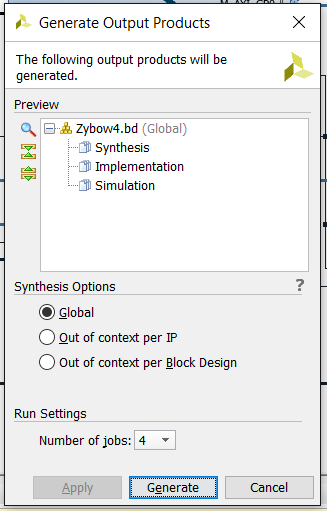 Generate Output Products
The following output products will be
generated.
Preview
Zybow4.bd (Global)
Synthesis
Implementation
Simulation
Synthesis Options
?
Global
Out of context per IP
Out of context per Block Design
Run Settings
Number of jobs: 4
Apply Generate Cancel